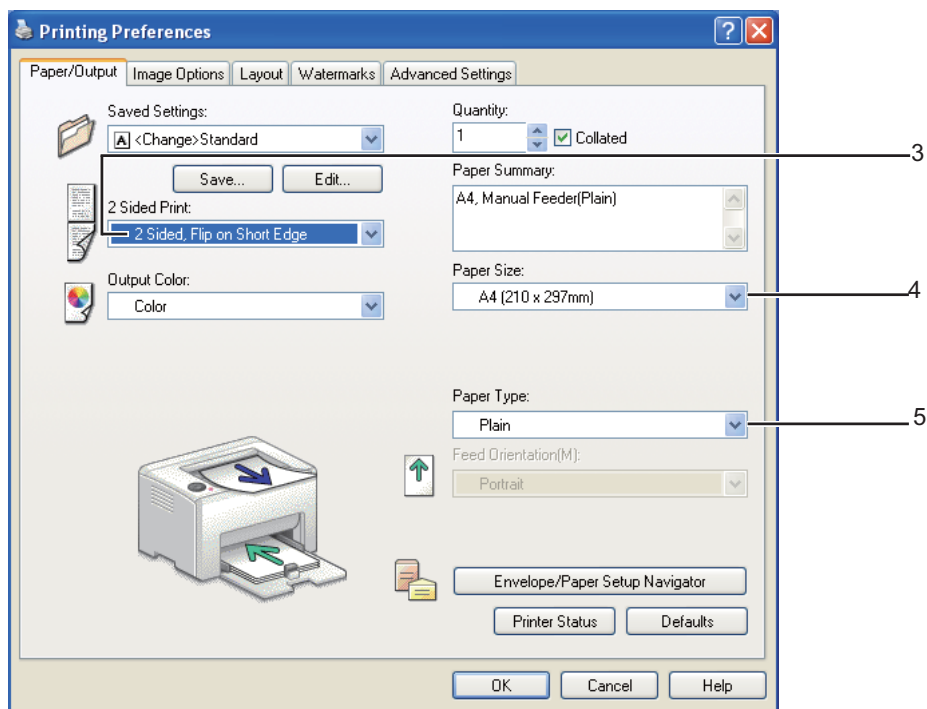 Printing Preferences
Paper/Output Image Options Layout Watermarks Advanced Settings
Saved Settings:
A <Change>Standard
Save... Edit...
2 Sided Print:
2 Sided, Flip on Short Edge
Output Color:
Color
Quantity:
1 Collated
3
Paper Summary:
A4, Manual Feeder(Plain)
Paper Size:
A4 (210 x 297mm)
4
Paper Type:
Plain
5
Feed Orientation(M):
Portrait
Envelope/Paper Setup Navigator
Printer Status Defaults
OK Cancel Help